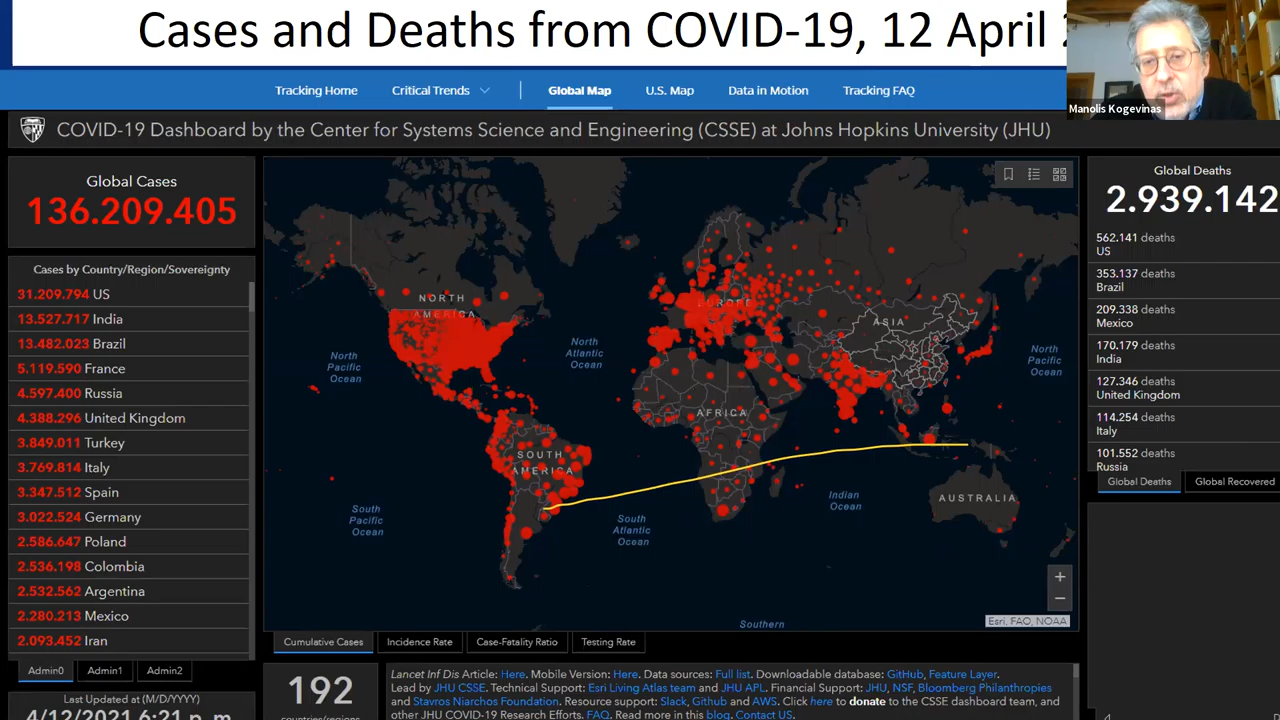 Cases and Deaths from COVID-19, 12 April
Manolis Kogevinas
Tracking Home
Critical Trends
Global Map
U.S. Map
Data in Motion
Tracking FAQ
COVID-19 Dashboard by the Center for Systems Science and Engineering (CSSE) at Johns Hopkins University (JHU)
Global Cases
136.209.405
Cases by Country/Region/Sovereignty
31.209.794 US
13.527.717 India
13.482.023 Brazil
5.119.590 France
4.597.400 Russia
4.388.296 United Kingdom
3.849.011 Turkey
3.769.814 Italy
3.347.512 Spain
3.022.524 Germany
2.586.647 Poland
2.536.198 Colombia
2.532.562 Argentina
2.280.213 Mexico
2.093.452 Iran
Admin0
Admin1
Admin2
Last Updated at (M/D/YYYY)
4/12/2021 6:21 p. m.
NORTH
AMERICA
EUROPE
ASIA
North
Pacific
Ocean
North
Atlantic
Ocean
North
Pacific
Ocean
AFRICA
SOUTH
AMERICA
South
Pacific
Ocean
South
Atlantic
Ocean
Indian
Ocean
AUSTRALIA
Southern
+
−
Esri, FAO, NOAA
Cumulative Cases
Incidence Rate
Case-Fatality Ratio
Testing Rate
192
countries/regions
Lancet Inf Dis Article: Here. Mobile Version: Here. Data sources: Full list. Downloadable database: GitHub, Feature Layer.
Lead by JHU CSSE. Technical Support: Esri Living Atlas team and JHU APL. Financial Support: JHU, NSF, Bloomberg Philanthropies
and Stavros Niarchos Foundation. Resource support: Slack, Github and AWS. Click here to donate to the CSSE dashboard team, and
other JHU COVID-19 Research Efforts. FAQ. Read more in this blog. Contact US.
Global Deaths
2.939.142
562.141 deaths
US
353.137 deaths
Brazil
209.338 deaths
Mexico
170.179 deaths
India
127.346 deaths
United Kingdom
114.254 deaths
Italy
101.552 deaths
Russia
Global Deaths
Global Recovered